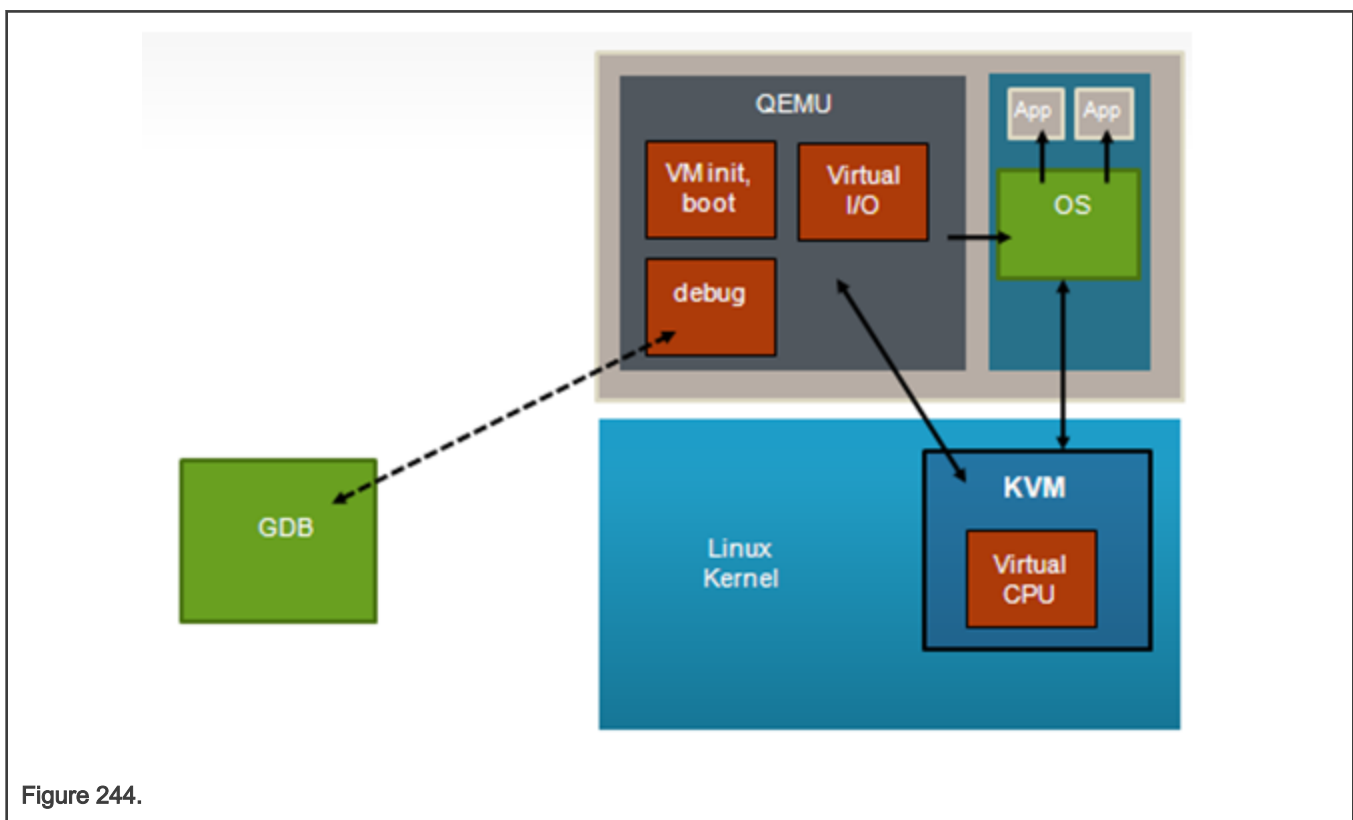 QEMU
VM init,
boot
Virtual
I/O
debug
App
App
OS
GDB
Linux
Kernel
KVM
Virtual
CPU
Figure 244.